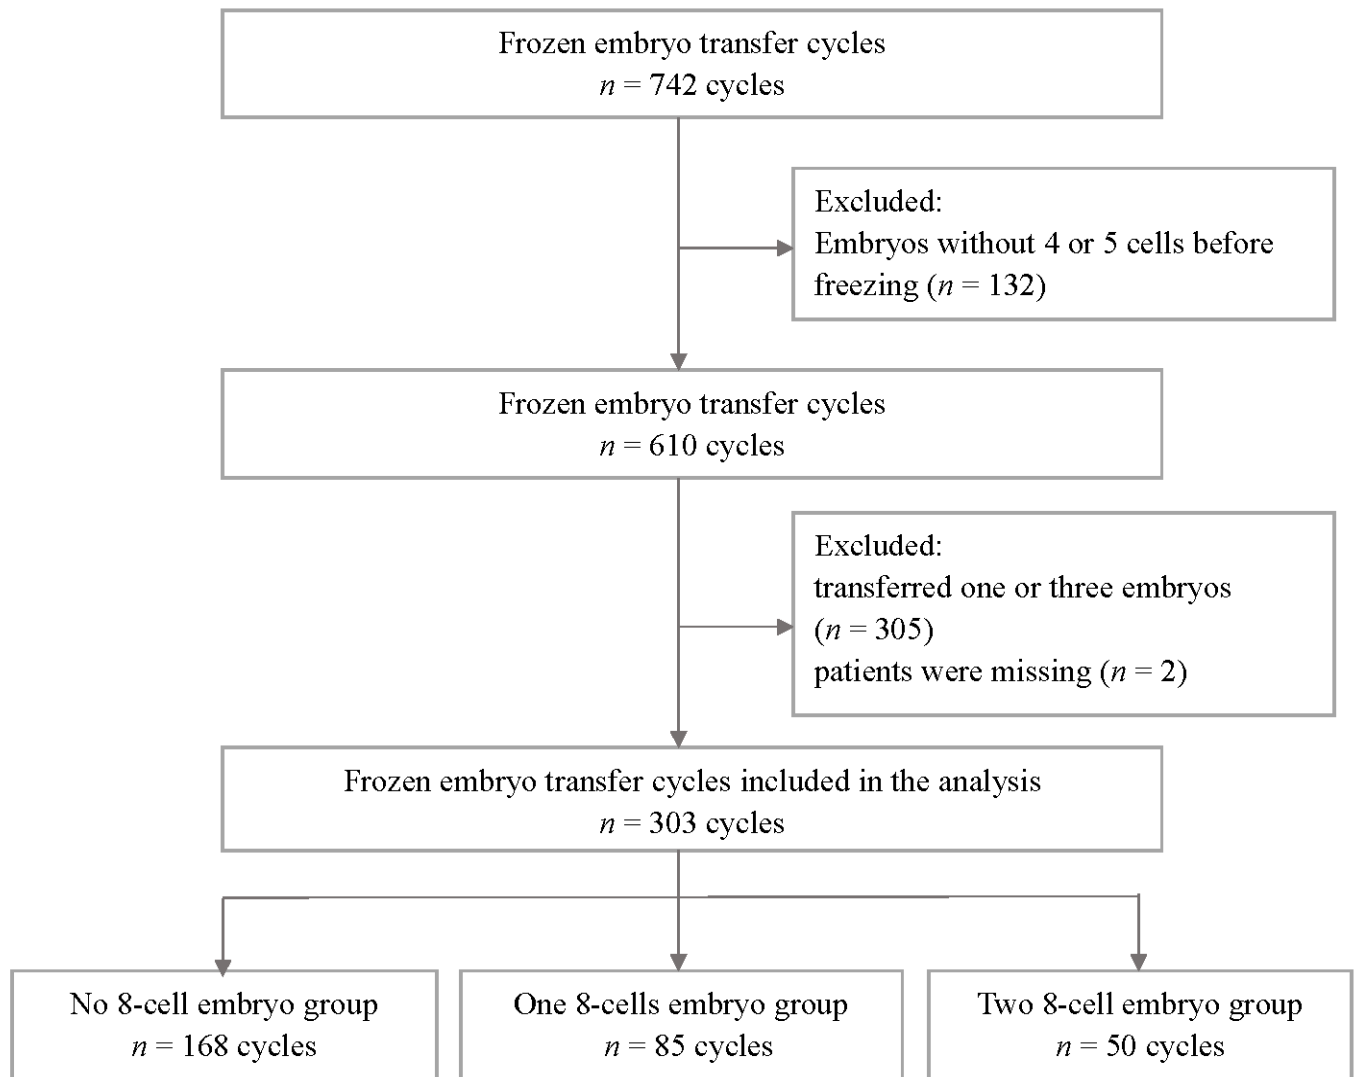 Frozen embryo transfer cycles
n = 742 cycles
Excluded:
Embryos without 4 or 5 cells before
freezing (n = 132)
Frozen embryo transfer cycles
n = 610 cycles
Excluded:
transferred one or three embryos
(n = 305)
patients were missing (n = 2)
Frozen embryo transfer cycles included in the analysis
n = 303 cycles
No 8-cell embryo group
n = 168 cycles
One 8-cells embryo group
n = 85 cycles
Two 8-cell embryo group
n = 50 cycles